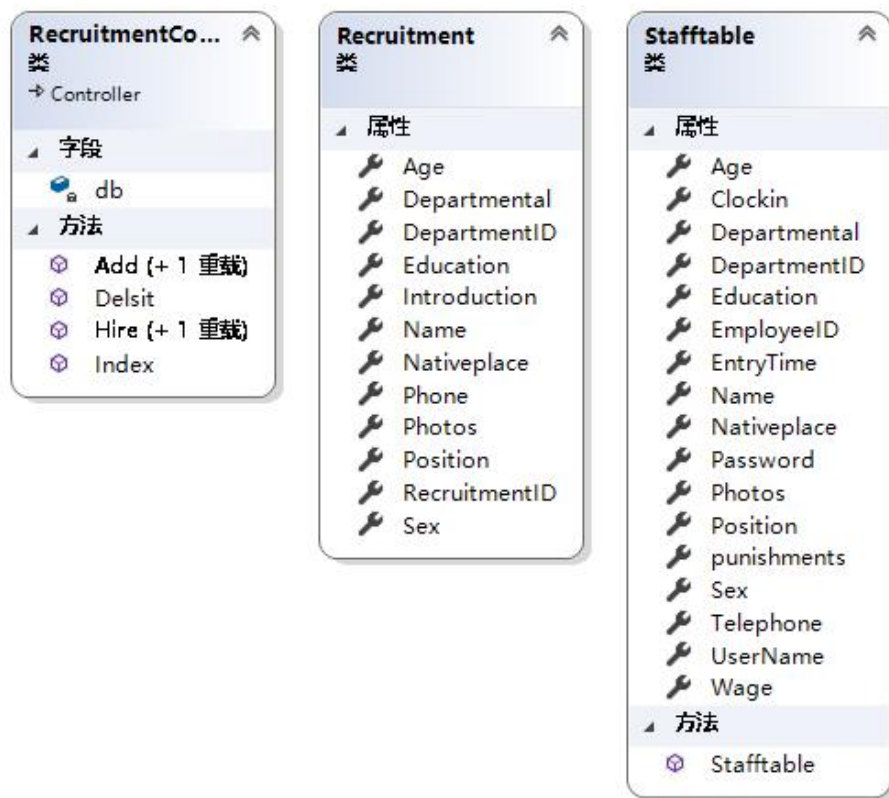 RecruitmentCo...
类
Controller
字段
db
方法
Add (+ 1 重载)
Delsit
Hire (+ 1 重载)
Index
Recruitment
类
属性
Age
Departmental
DepartmentID
Education
Introduction
Name
Nativeplace
Phone
Photos
Position
RecruitmentID
Sex
Stafftable
类
属性
Age
Clockin
Departmental
DepartmentID
Education
EmployeeID
EntryTime
Name
Nativeplace
Password
Photos
Position
punishments
Sex
Telephone
UserName
Wage
方法
Stafftable